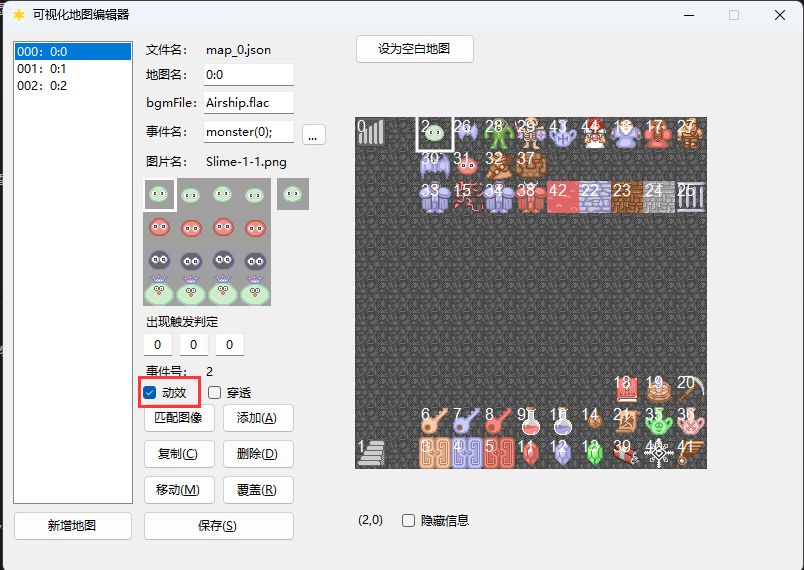 可视化地图编辑器
000: 0:0
001: 0:1
002: 0:2
文件名： map_0.json
地图名： 0:0
bgmFile: Airship.flac
事件名： monster(0); ...
图片名： Slime-1-1.png
出现触发判定
0 0 0
事件号： 2
动效 穿透
匹配图像 添加(A)
复制(C) 删除(D)
移动(M) 覆盖(R)
新增地图 保存(S)
设为空白地图
0 2 26 28 29 43 44 16 17 27
30 31 32 37
33 15 34 38 42 22 23 24 25
18 19 20
6 7 8 9 10 14 21 35 36
1 3 4 5 11 12 13 39 40 41
(2,0) 隐藏信息